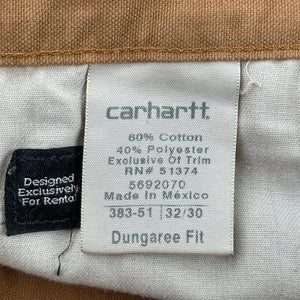 carhartt
60% Cotton
40% Polyester
Exclusive Of Trim
RN# 51374
5692070
Made In México
383-51 | 32/30
Dungaree Fit
Designed
Exclusively
For Rental